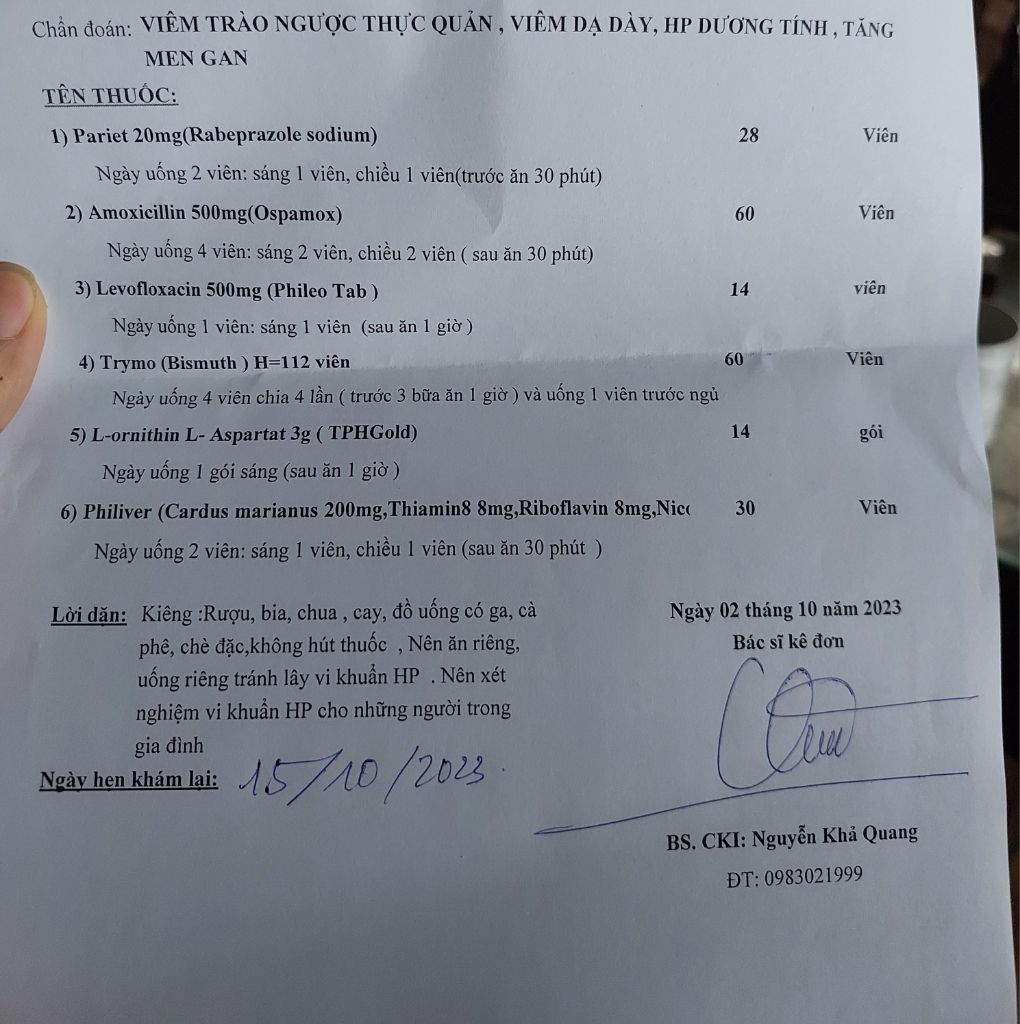 Chẩn đoán: VIÊM TRÀO NGƯỢC THỰC QUẢN , VIÊM DẠ DÀY, HP DƯƠNG TÍNH , TĂNG
MEN GAN
TÊN THUỐC:
1) Pariet 20mg(Rabeprazole sodium) 28 Viên
Ngày uống 2 viên: sáng 1 viên, chiều 1 viên(trước ăn 30 phút)
2) Amoxicillin 500mg(Ospamox) 60 Viên
Ngày uống 4 viên: sáng 2 viên, chiều 2 viên ( sau ăn 30 phút)
3) Levofloxacin 500mg (Phileo Tab ) 14 viên
Ngày uống 1 viên: sáng 1 viên (sau ăn 1 giờ )
4) Trymo (Bismuth ) H=112 viên 60 Viên
Ngày uống 4 viên chia 4 lần ( trước 3 bữa ăn 1 giờ ) và uống 1 viên trước ngủ
5) L-ornithin L- Aspartat 3g ( TPHGold) 14 gói
Ngày uống 1 gói sáng (sau ăn 1 giờ )
6) Philiver (Cardus marianus 200mg,Thiamin8 8mg,Riboflavin 8mg,Nico 30 Viên
Ngày uống 2 viên: sáng 1 viên, chiều 1 viên (sau ăn 30 phút )
Lời dặn: Kiêng :Rượu, bia, chua , cay, đồ uống có ga, cà
phê, chè đặc,không hút thuốc , Nên ăn riêng,
uống riêng tránh lây vi khuẩn HP . Nên xét
nghiệm vi khuẩn HP cho những người trong
gia đình
Ngày hẹn khám lại: 15/10/2023
Ngày 02 tháng 10 năm 2023
Bác sĩ kê đơn
BS. CKI: Nguyễn Khả Quang
ĐT: 0983021999